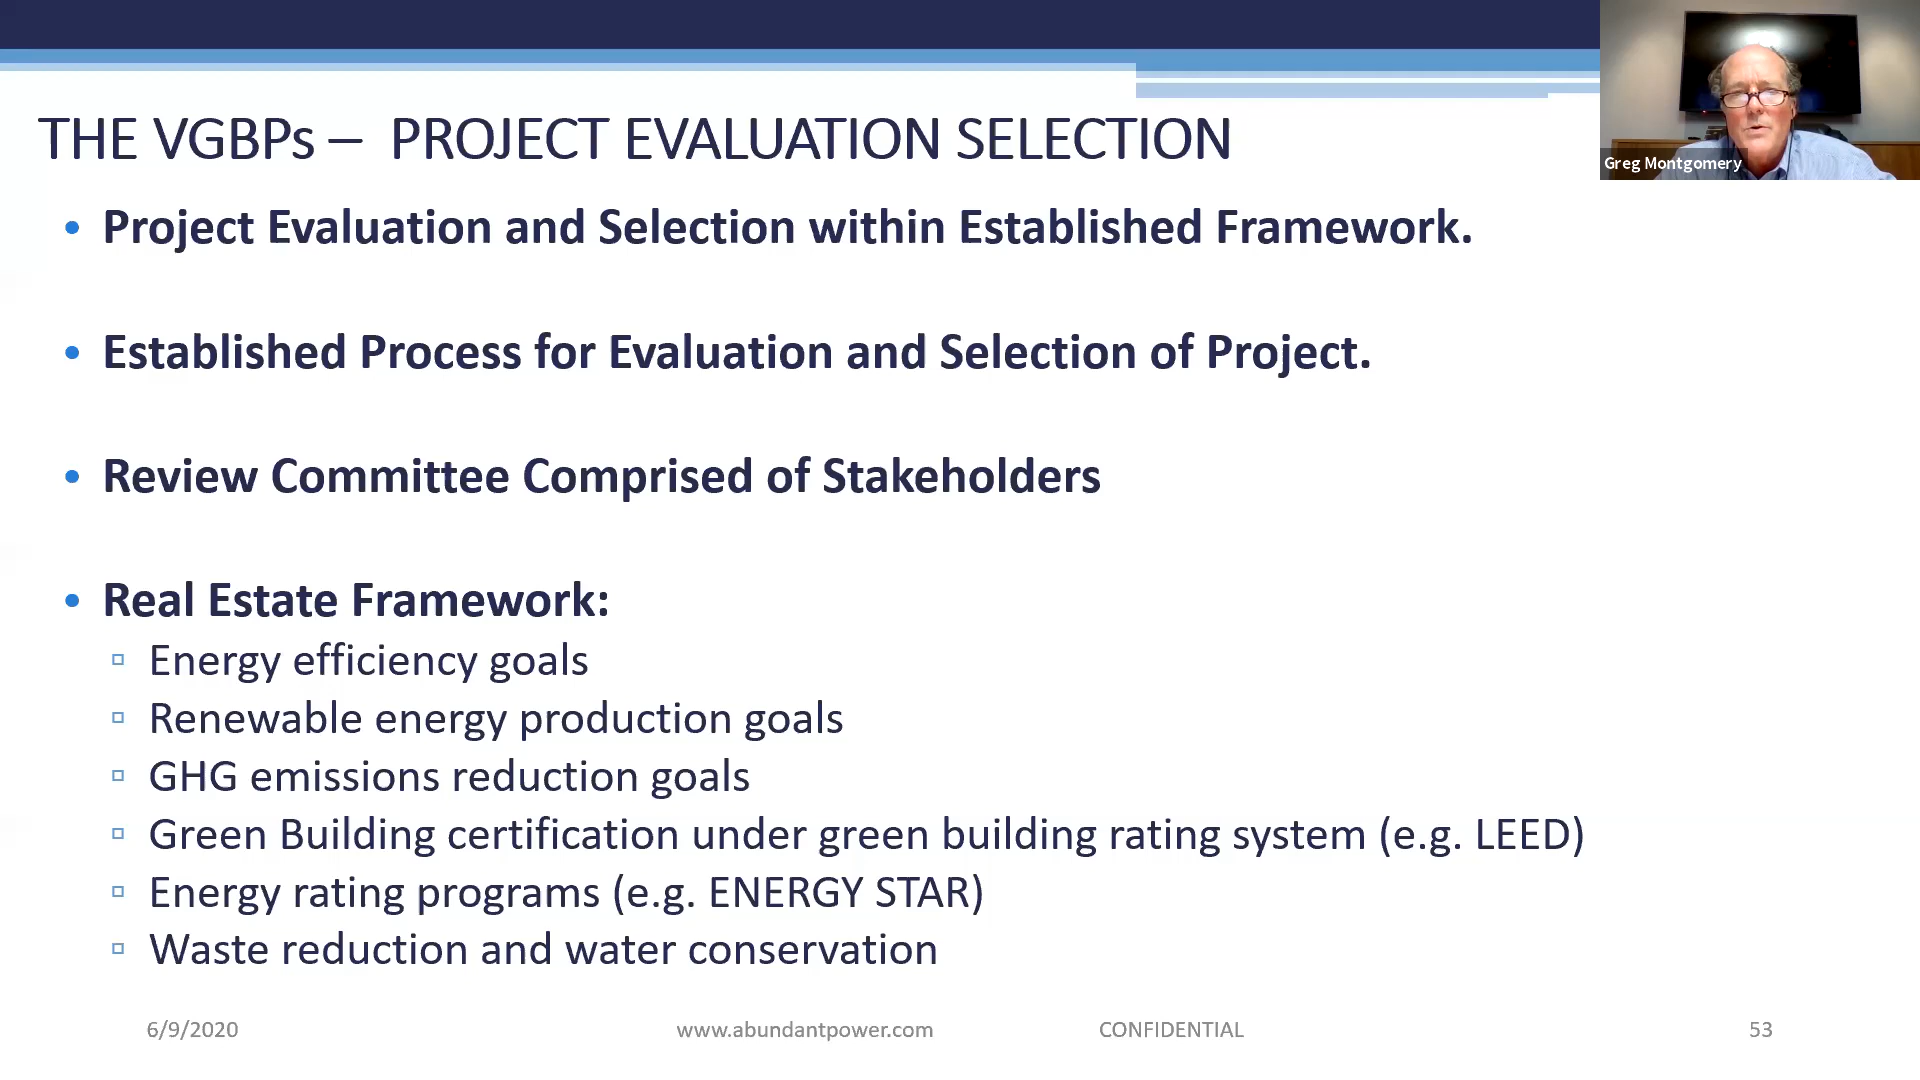 THE VGBPs – PROJECT EVALUATION SELECTION
Greg Montgomery
• Project Evaluation and Selection within Established Framework.
• Established Process for Evaluation and Selection of Project.
• Review Committee Comprised of Stakeholders
• Real Estate Framework:
▫ Energy efficiency goals
▫ Renewable energy production goals
▫ GHG emissions reduction goals
▫ Green Building certification under green building rating system (e.g. LEED)
▫ Energy rating programs (e.g. ENERGY STAR)
▫ Waste reduction and water conservation
6/9/2020 www.abundantpower.com CONFIDENTIAL 53